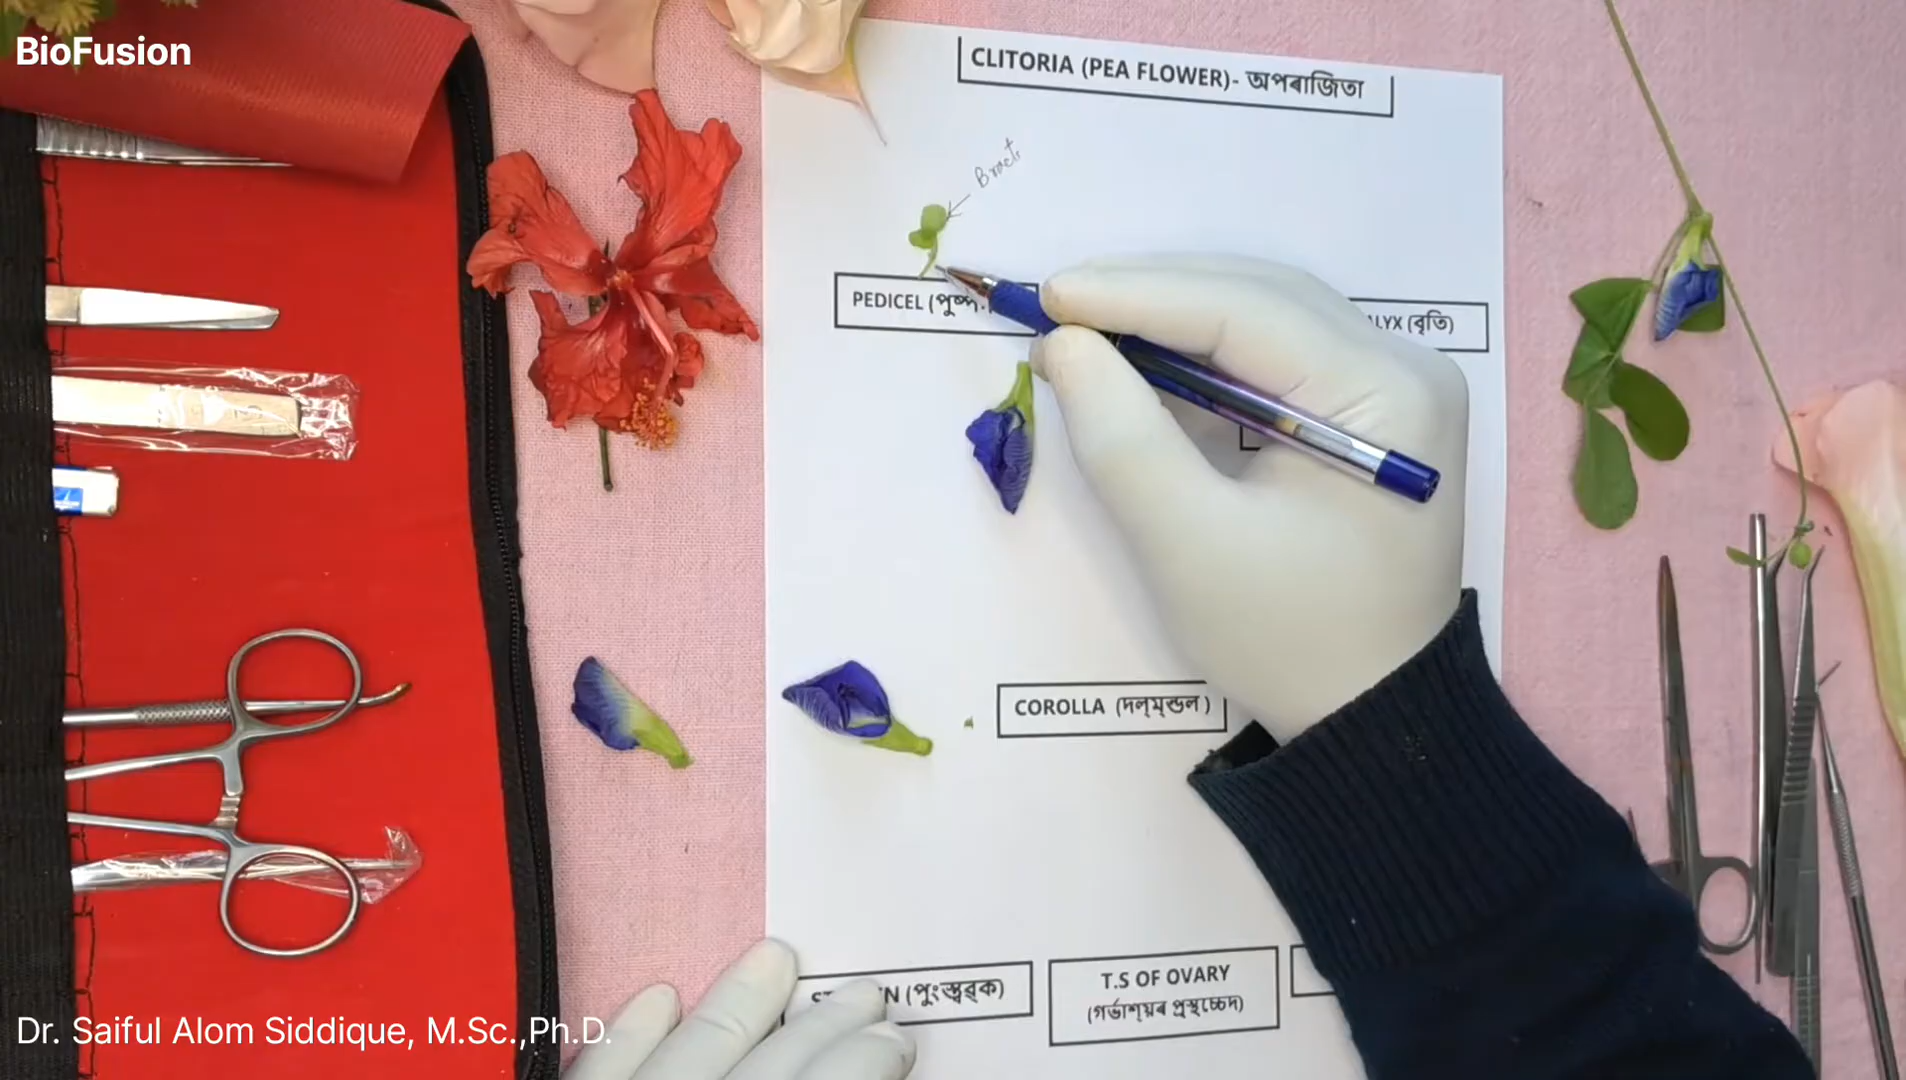 BioFusion
CLITORIA (PEA FLOWER)- অপৰাজিতা
Bract
PEDICEL
(বৃতি)
COROLLA (দলমণ্ডল )
(পুংস্তৱক)
T.S OF OVARY
(গৰ্ভাশয়ৰ প্ৰস্থচ্ছেদ)
Dr. Saiful Alom Siddique, M.Sc.,Ph.D.